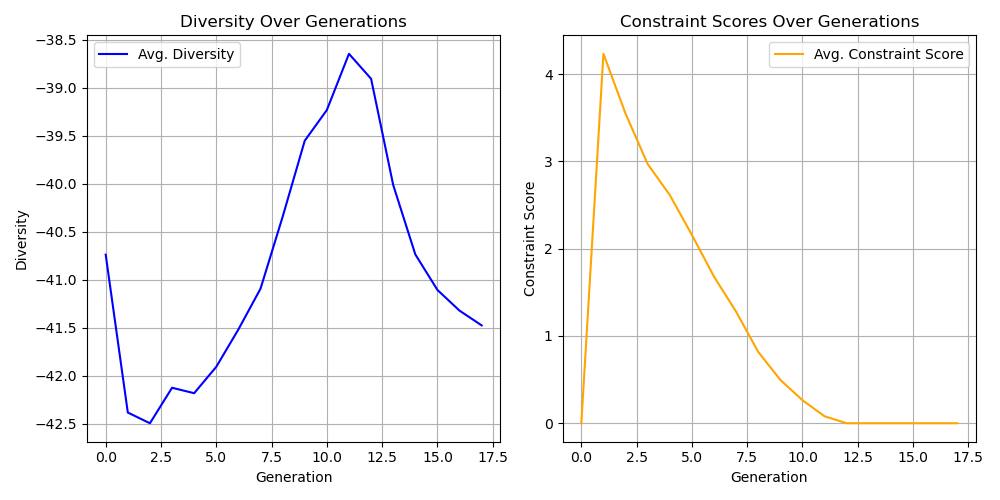 Diversity Over Generations
Avg. Diversity
−38.5
−39.0
−39.5
−40.0
−40.5
−41.0
−41.5
−42.0
−42.5
Diversity
0.0 2.5 5.0 7.5 10.0 12.5 15.0 17.5
Generation
Constraint Scores Over Generations
Avg. Constraint Score
4
3
2
1
0
Constraint Score
0.0 2.5 5.0 7.5 10.0 12.5 15.0 17.5
Generation